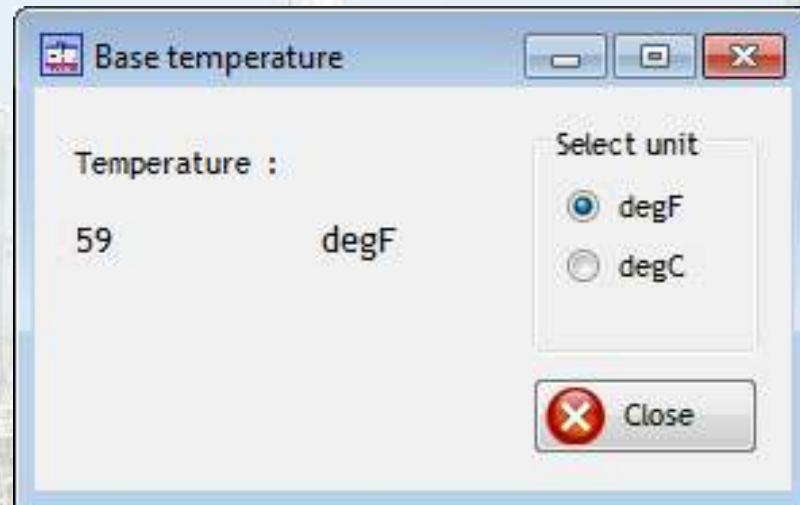 Base temperature
Temperature :
59 degF
Select unit
degF
degC
Close